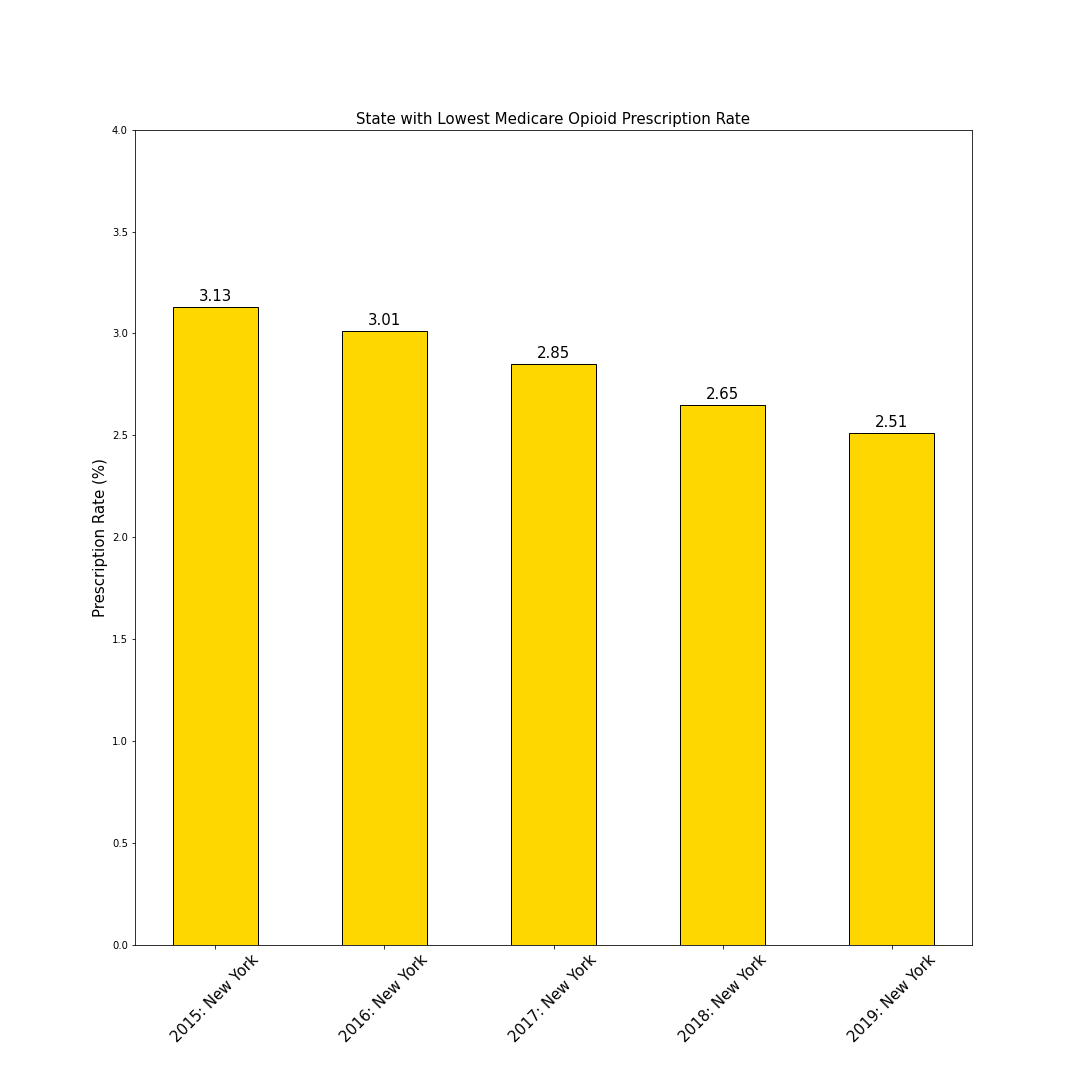 State with Lowest Medicare Opioid Prescription Rate
4.0
3.5
3.0
2.5
2.0
1.5
1.0
0.5
0.0
Prescription Rate (%)
3.13
3.01
2.85
2.65
2.51
2015: New York
2016: New York
2017: New York
2018: New York
2019: New York